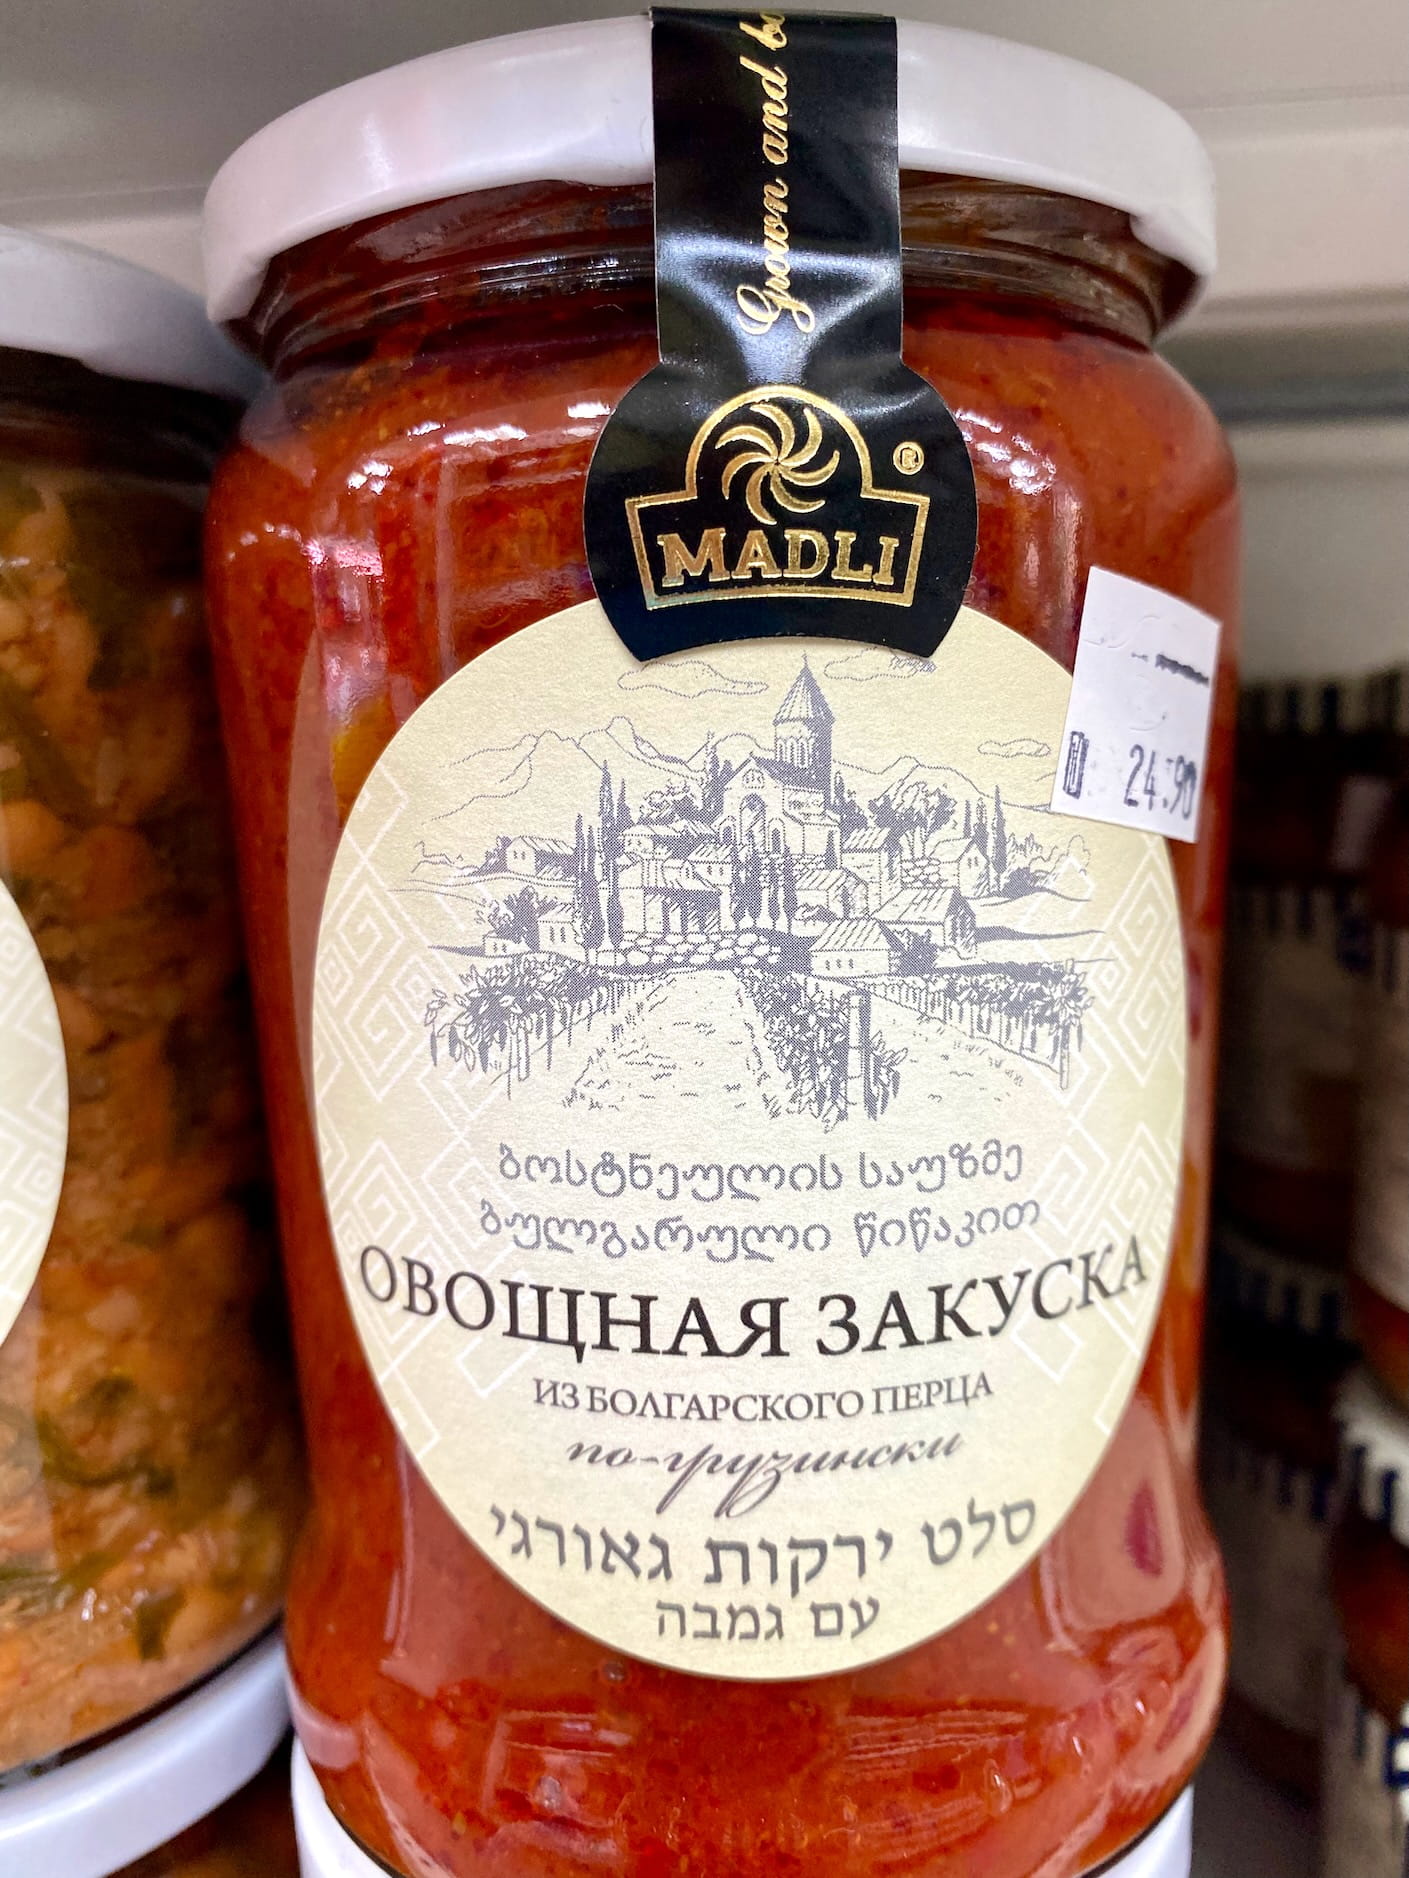 Grown and
MADLI
®
24.90
ბოსტნეულის საუზმე
ბულგარული წიწაკით
ОВОЩНАЯ ЗАКУСКА
ИЗ БОЛГАРСКОГО ПЕРЦА
по-грузински
סלט ירקות גאורגי
עם גמבה